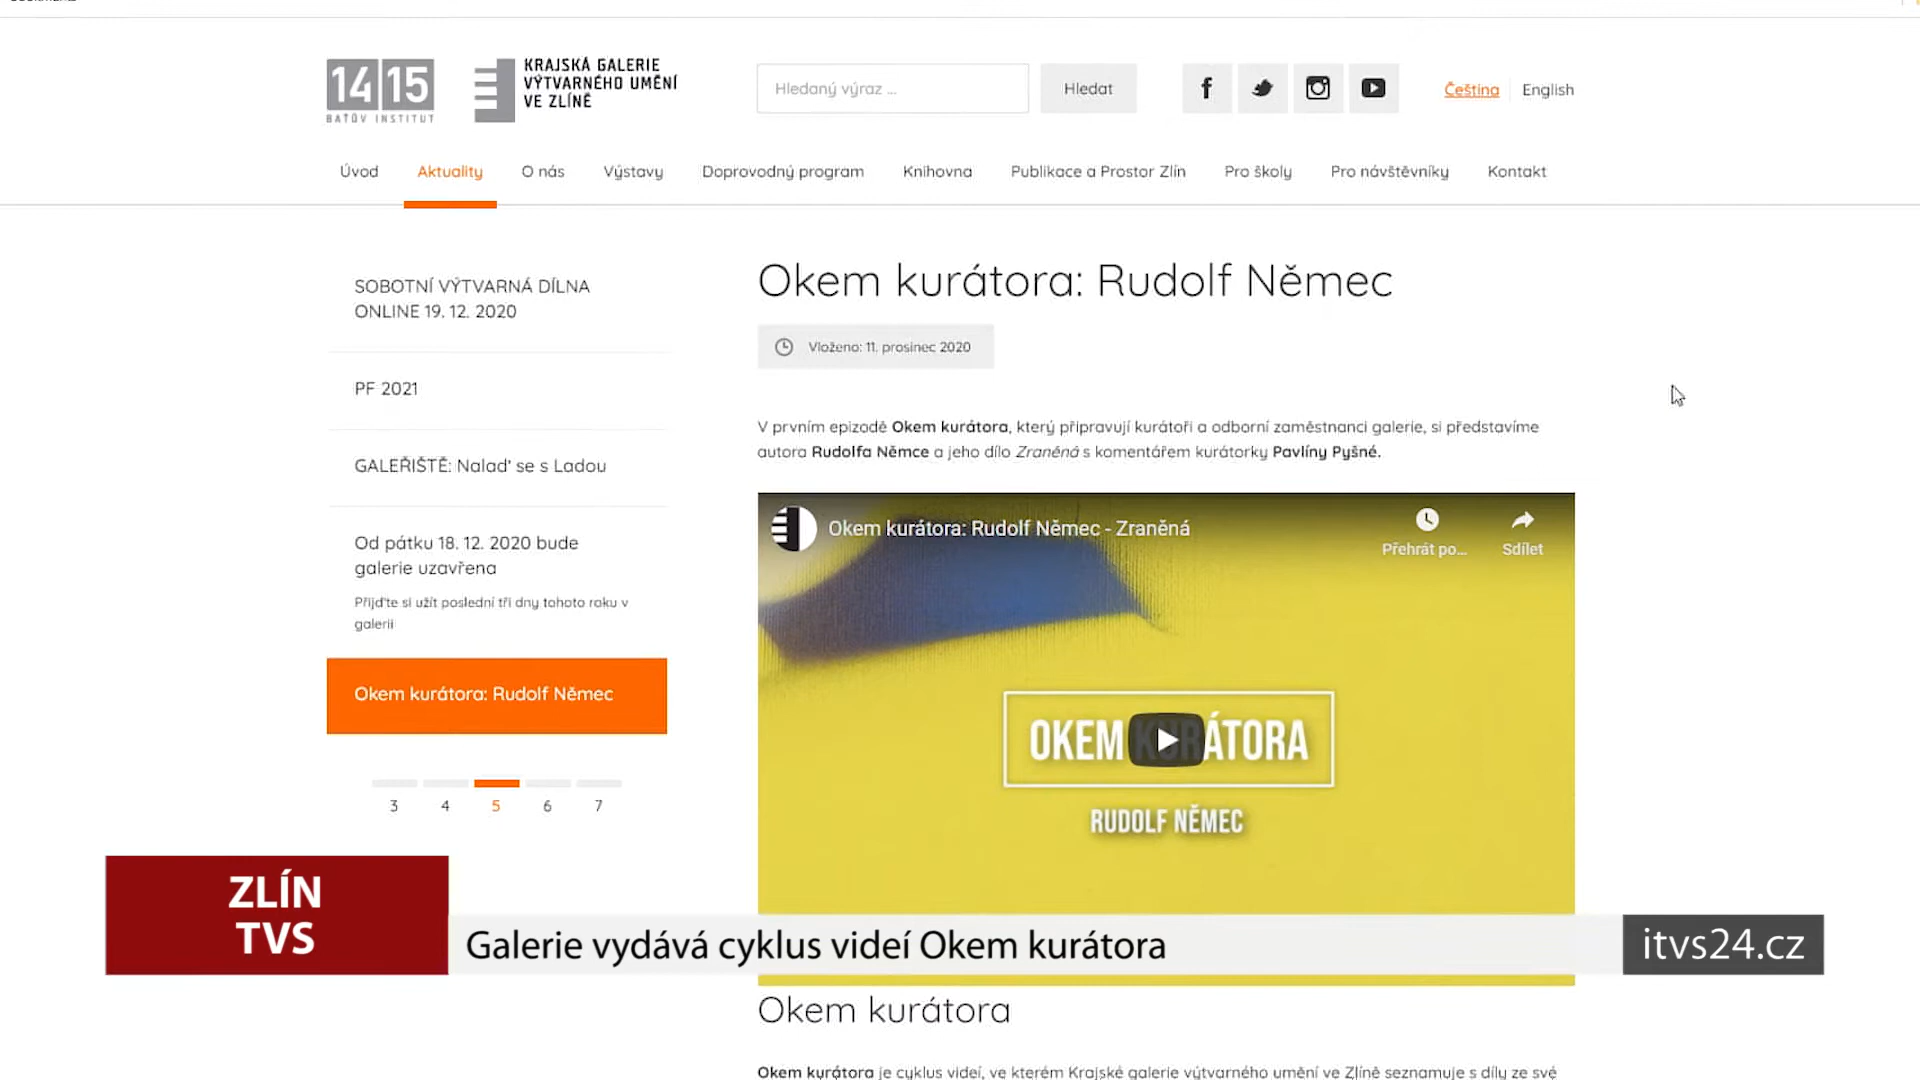 14|15
BAŤŮV INSTITUT
KRAJSKÁ GALERIE
VÝTVARNÉHO UMĚNÍ
VE ZLÍNĚ
Hledaný výraz ...
Hledat
Čeština
English
Úvod
Aktuality
O nás
Výstavy
Doprovodný program
Knihovna
Publikace a Prostor Zlín
Pro školy
Pro návštěvníky
Kontakt
SOBOTNÍ VÝTVARNÁ DÍLNA
ONLINE 19. 12. 2020
PF 2021
GALEŘIŠTĚ: Nalaď se s Ladou
Od pátku 18. 12. 2020 bude
galerie uzavřena
Přijďte si užít poslední tři dny tohoto roku v
galerii
Okem kurátora: Rudolf Němec
3 4 5 6 7
Okem kurátora: Rudolf Němec
Vloženo: 11. prosinec 2020
V prvním epizodě Okem kurátora, který připravují kurátoři a odborní zaměstnanci galerie, si představíme
autora Rudolfa Němce a jeho dílo Zraněná s komentářem kurátorky Pavlíny Pyšné.
Okem kurátora: Rudolf Němec - Zraněná
Přehrát po...
Sdílet
OKEM KURÁTORA
RUDOLF NĚMEC
ZLÍN
TVS
Galerie vydává cyklus videí Okem kurátora
itvs24.cz
Okem kurátora
Okem kurátora je cyklus videí, ve kterém Krajské galerie výtvarného umění ve Zlíně seznamuje s díly ze své